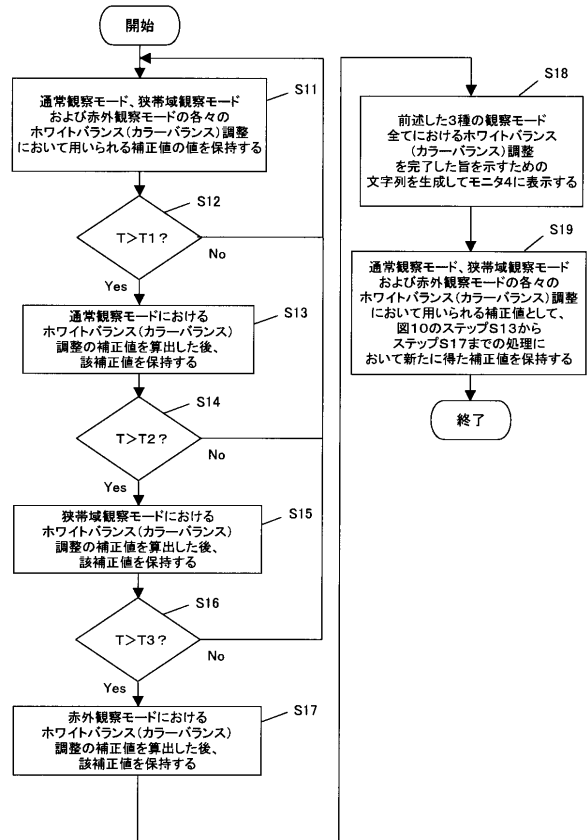 開始
S11
通常観察モード、狭帯域観察モード
および赤外観察モードの各々の
ホワイトバランス(カラーバランス)調整
において用いられる補正値の値を保持する
S12
T>T1?
No
Yes
S13
通常観察モードにおける
ホワイトバランス(カラーバランス)
調整の補正値を算出した後、
該補正値を保持する
S14
T>T2?
No
Yes
S15
狭帯域観察モードにおける
ホワイトバランス(カラーバランス)
調整の補正値を算出した後、
該補正値を保持する
S16
T>T3?
No
Yes
S17
赤外観察モードにおける
ホワイトバランス(カラーバランス)
調整の補正値を算出した後、
該補正値を保持する
S18
前述した3種の観察モード
全てにおけるホワイトバランス
(カラーバランス)調整
を完了した旨を示すための
文字列を生成してモニタ4に表示する
S19
通常観察モード、狭帯域観察モード
および赤外観察モードの各々の
ホワイトバランス(カラーバランス)調整
において用いられる補正値として、
図10のステップS13から
ステップS17までの処理に
おいて新たに得た補正値を保持する
終了